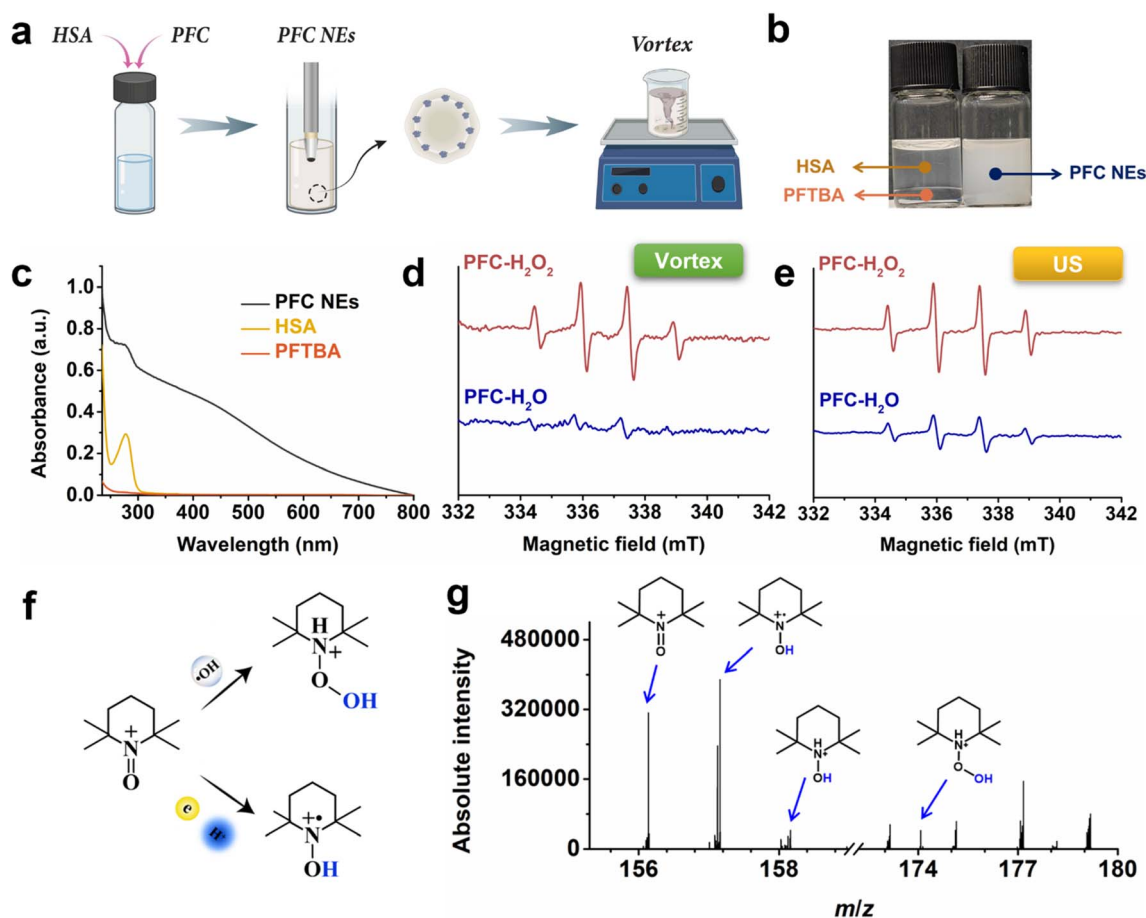 a
HSA
PFC
PFC NEs
Vortex
b
HSA
PFTBA
PFC NEs
c
1.0
0.8
0.6
0.4
0.2
0.0
Absorbance (a.u.)
PFC NEs
HSA
PFTBA
300
400
500
600
700
800
Wavelength (nm)
d
PFC-H₂O₂
Vortex
PFC-H₂O
332
334
336
338
340
342
Magnetic field (mT)
e
PFC-H₂O₂
US
PFC-H₂O
332
334
336
338
340
342
Magnetic field (mT)
f
+
N
O
•OH
H
N
+
O
OH
e
H⁺
+•
N
OH
g
480000
320000
160000
0
Absolute intensity
+
N
O
+•
N
OH
H
N
+
OH
H
N
+
O
OH
156
158
174
177
180
m/z